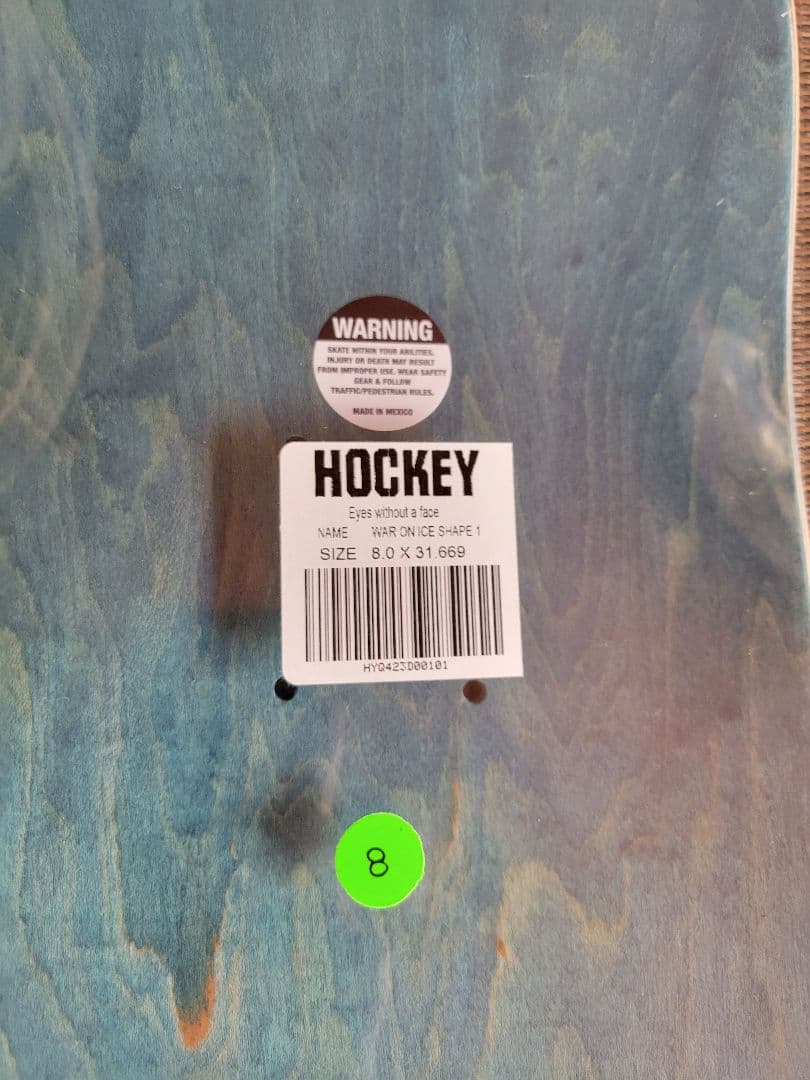 WARNING
SKATE WITHIN YOUR ABILITIES.
INJURY OR DEATH MAY RESULT
FROM IMPROPER USE. WEAR SAFETY
GEAR & FOLLOW
TRAFFIC/PEDESTRIAN RULES.
MADE IN MEXICO
HOCKEY
Eyes without a face
NAME WAR ON ICE SHAPE 1
SIZE 8.0 X 31.669
HYQ423D00101
8